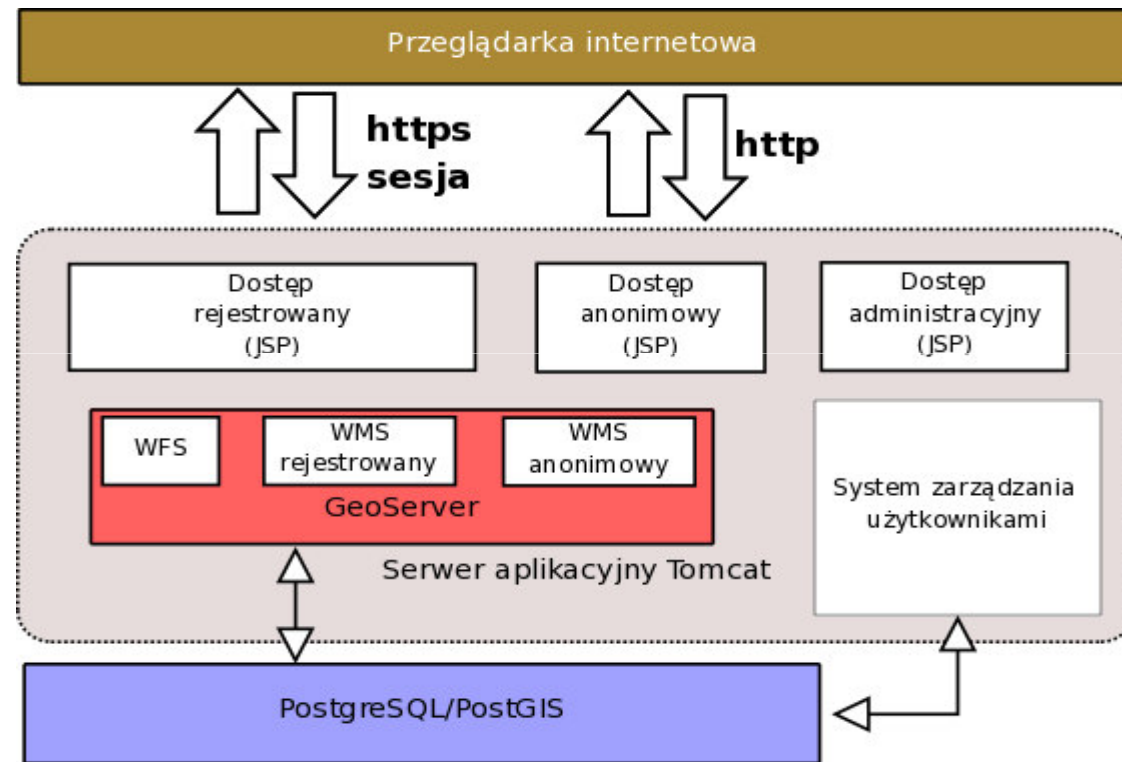 Przeglądarka internetowa
https
sesja
http
Dostęp
rejestrowany
(JSP)
Dostęp
anonimowy
(JSP)
Dostęp
administracyjny
(JSP)
WFS
WMS
rejestrowany
WMS
anonimowy
GeoServer
System zarządzania
użytkownikami
Serwer aplikacyjny Tomcat
PostgreSQL/PostGIS